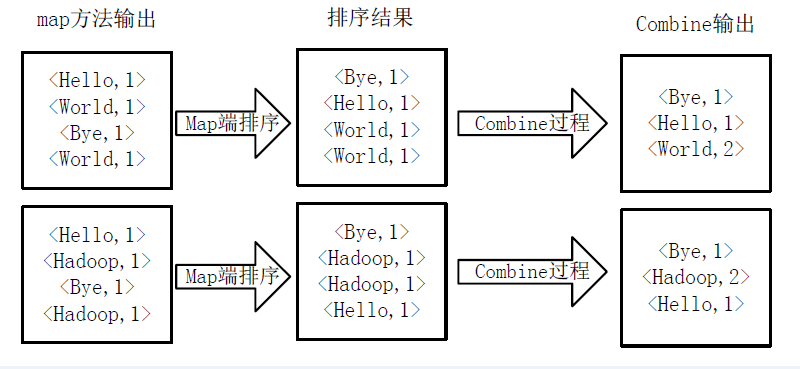 map方法输出
排序结果
Combine输出
<Hello,1>
<World,1>
<Bye,1>
<World,1>
Map端排序
<Bye,1>
<Hello,1>
<World,1>
<World,1>
Combine过程
<Bye,1>
<Hello,1>
<World,2>
<Hello,1>
<Hadoop,1>
<Bye,1>
<Hadoop,1>
Map端排序
<Bye,1>
<Hadoop,1>
<Hadoop,1>
<Hello,1>
Combine过程
<Bye,1>
<Hadoop,2>
<Hello,1>